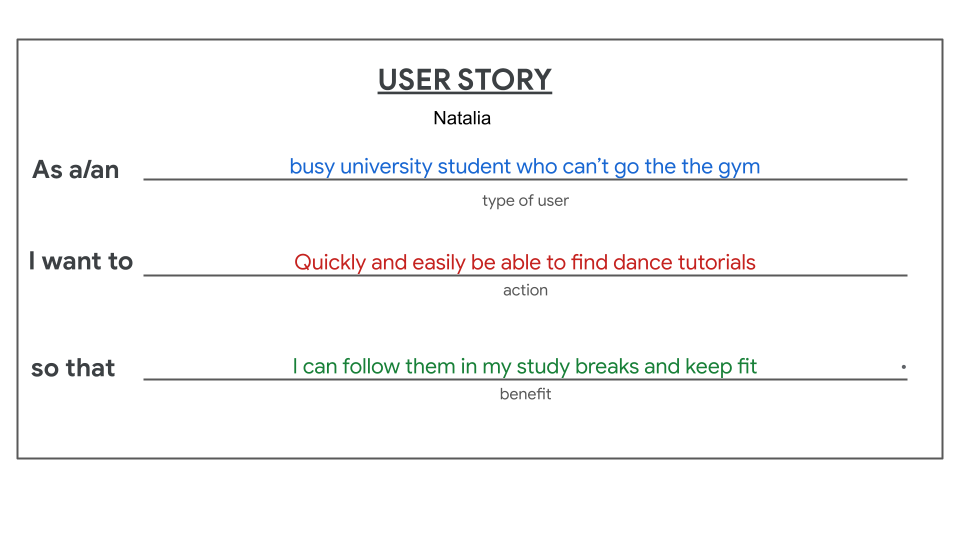 USER STORY
Natalia
As a/an busy university student who can’t go the the gym
type of user
I want to Quickly and easily be able to find dance tutorials
action
so that I can follow them in my study breaks and keep fit .
benefit